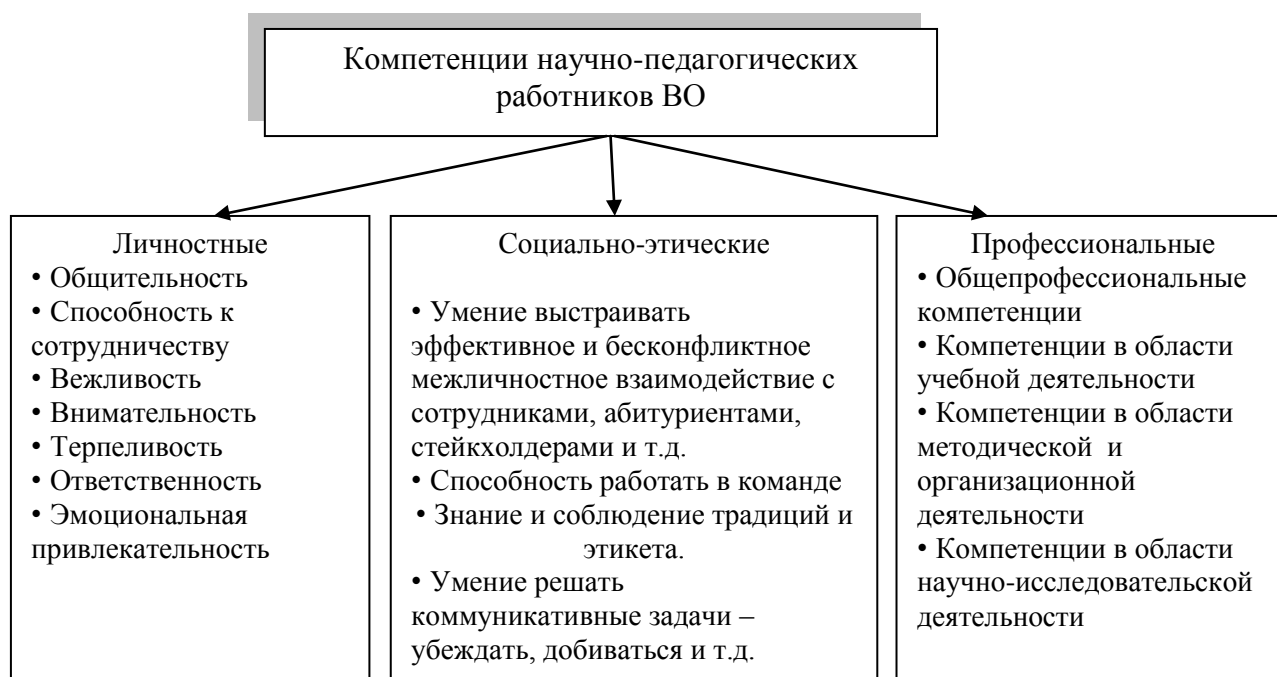 Компетенции научно-педагогических
работников ВО
Личностные
• Общительность
• Способность к
сотрудничеству
• Вежливость
• Внимательность
• Терпеливость
• Ответственность
• Эмоциональная
привлекательность
Социально-этические
• Умение выстраивать
эффективное и бесконфликтное
межличностное взаимодействие с
сотрудниками, абитуриентами,
стейкхолдерами и т.д.
• Способность работать в команде
• Знание и соблюдение традиций и
этикета.
• Умение решать
коммуникативные задачи –
убеждать, добиваться и т.д.
Профессиональные
• Общепрофессиональные
компетенции
• Компетенции в области
учебной деятельности
• Компетенции в области
методической и
организационной
деятельности
• Компетенции в области
научно-исследовательской
деятельности